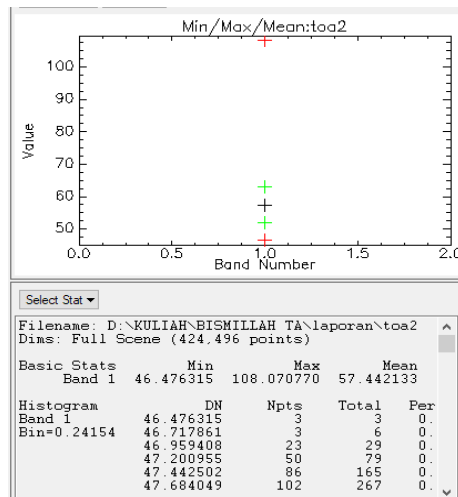 Min/Max/Mean:toa2
Value
100
90
80
70
60
50
0.0 0.5 1.0 1.5 2.0
Band Number
Select Stat
Filename: D:\KULIAH\BISMILLAH TA\laporan\toa2
Dims: Full Scene (424,496 points)
Basic Stats Min Max Mean
Band 1 46.476315 108.070770 57.442133
Histogram DN Npts Total Per
Band 1 46.476315 3 3 0.
Bin=0.24154 46.717861 3 6 0.
46.959408 23 29 0.
47.200955 50 79 0.
47.442502 86 165 0.
47.684049 102 267 0.